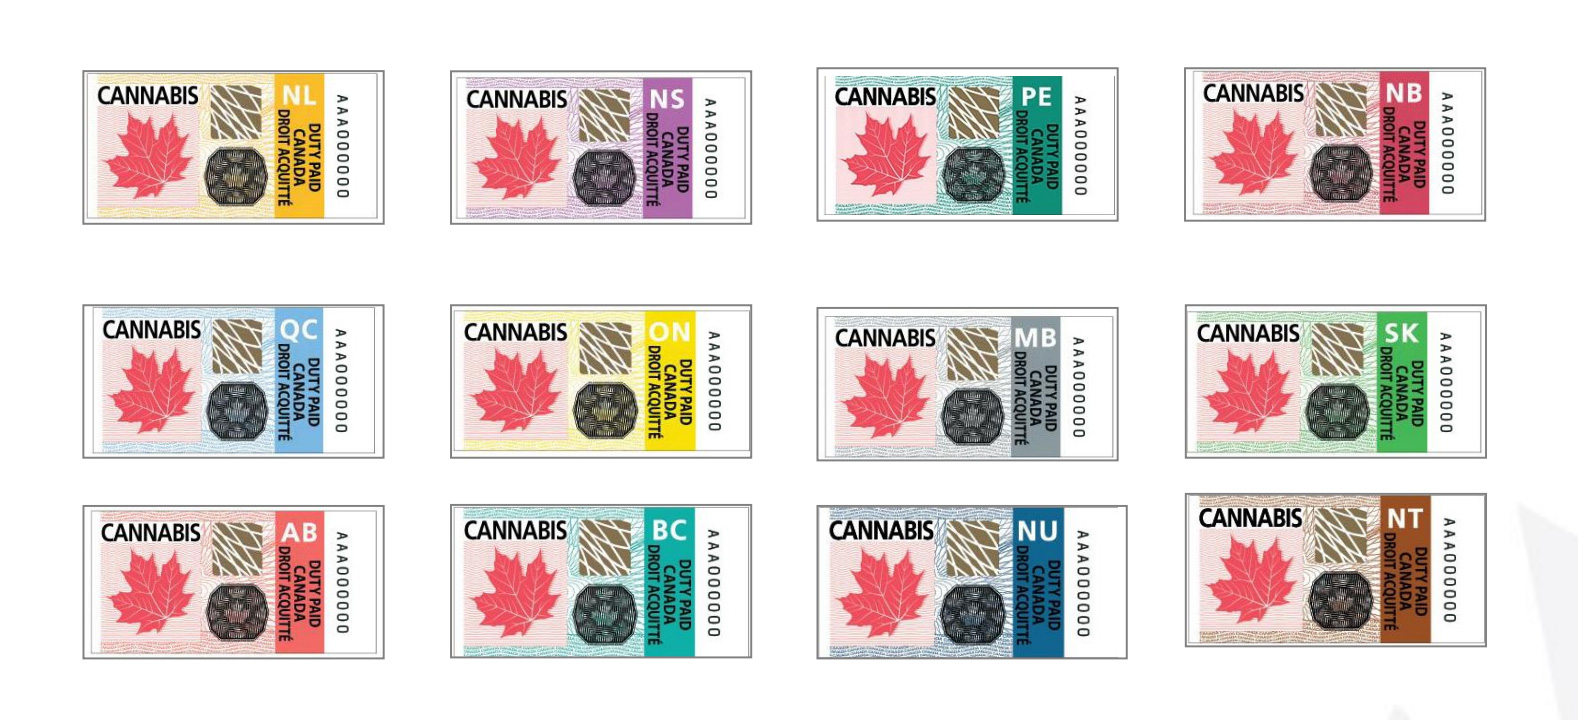 CANNABIS
NL
DUTY PAID
CANADA
DROIT ACQUITTÉ
AAA000000
CANNABIS
NS
DUTY PAID
CANADA
DROIT ACQUITTÉ
AAA000000
CANNABIS
PE
DUTY PAID
CANADA
DROIT ACQUITTÉ
AAA000000
CANNABIS
NB
DUTY PAID
CANADA
DROIT ACQUITTÉ
AAA000000
CANNABIS
QC
DUTY PAID
CANADA
DROIT ACQUITTÉ
AAA000000
CANNABIS
ON
DUTY PAID
CANADA
DROIT ACQUITTÉ
AAA000000
CANNABIS
MB
DUTY PAID
CANADA
DROIT ACQUITTÉ
AAA000000
CANNABIS
SK
DUTY PAID
CANADA
DROIT ACQUITTÉ
AAA000000
CANNABIS
AB
DUTY PAID
CANADA
DROIT ACQUITTÉ
AAA000000
CANNABIS
BC
DUTY PAID
CANADA
DROIT ACQUITTÉ
AAA000000
CANNABIS
NU
DUTY PAID
CANADA
DROIT ACQUITTÉ
AAA000000
CANNABIS
NT
DUTY PAID
CANADA
DROIT ACQUITTÉ
AAA000000